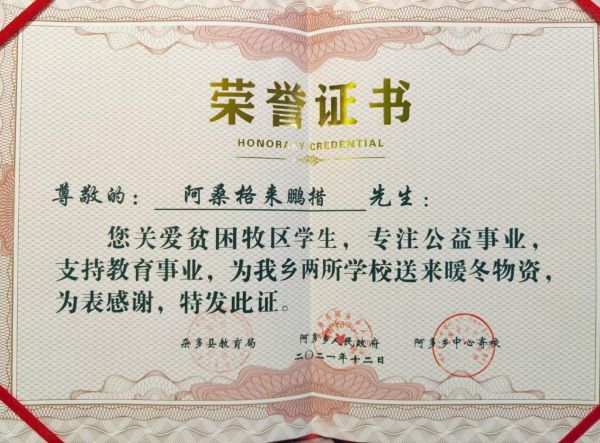 荣誉证书
HONORARY CREDENTIAL
尊敬的：阿桑格来鹏措先生：
您关爱贫困牧区学生，专注公益事业，
支持教育事业，为我乡两所学校送来暖冬物资，
为表感谢，特发此证。
杂多县教育局 阿多乡人民政府 阿多乡中心寄校
二〇二一年十二日